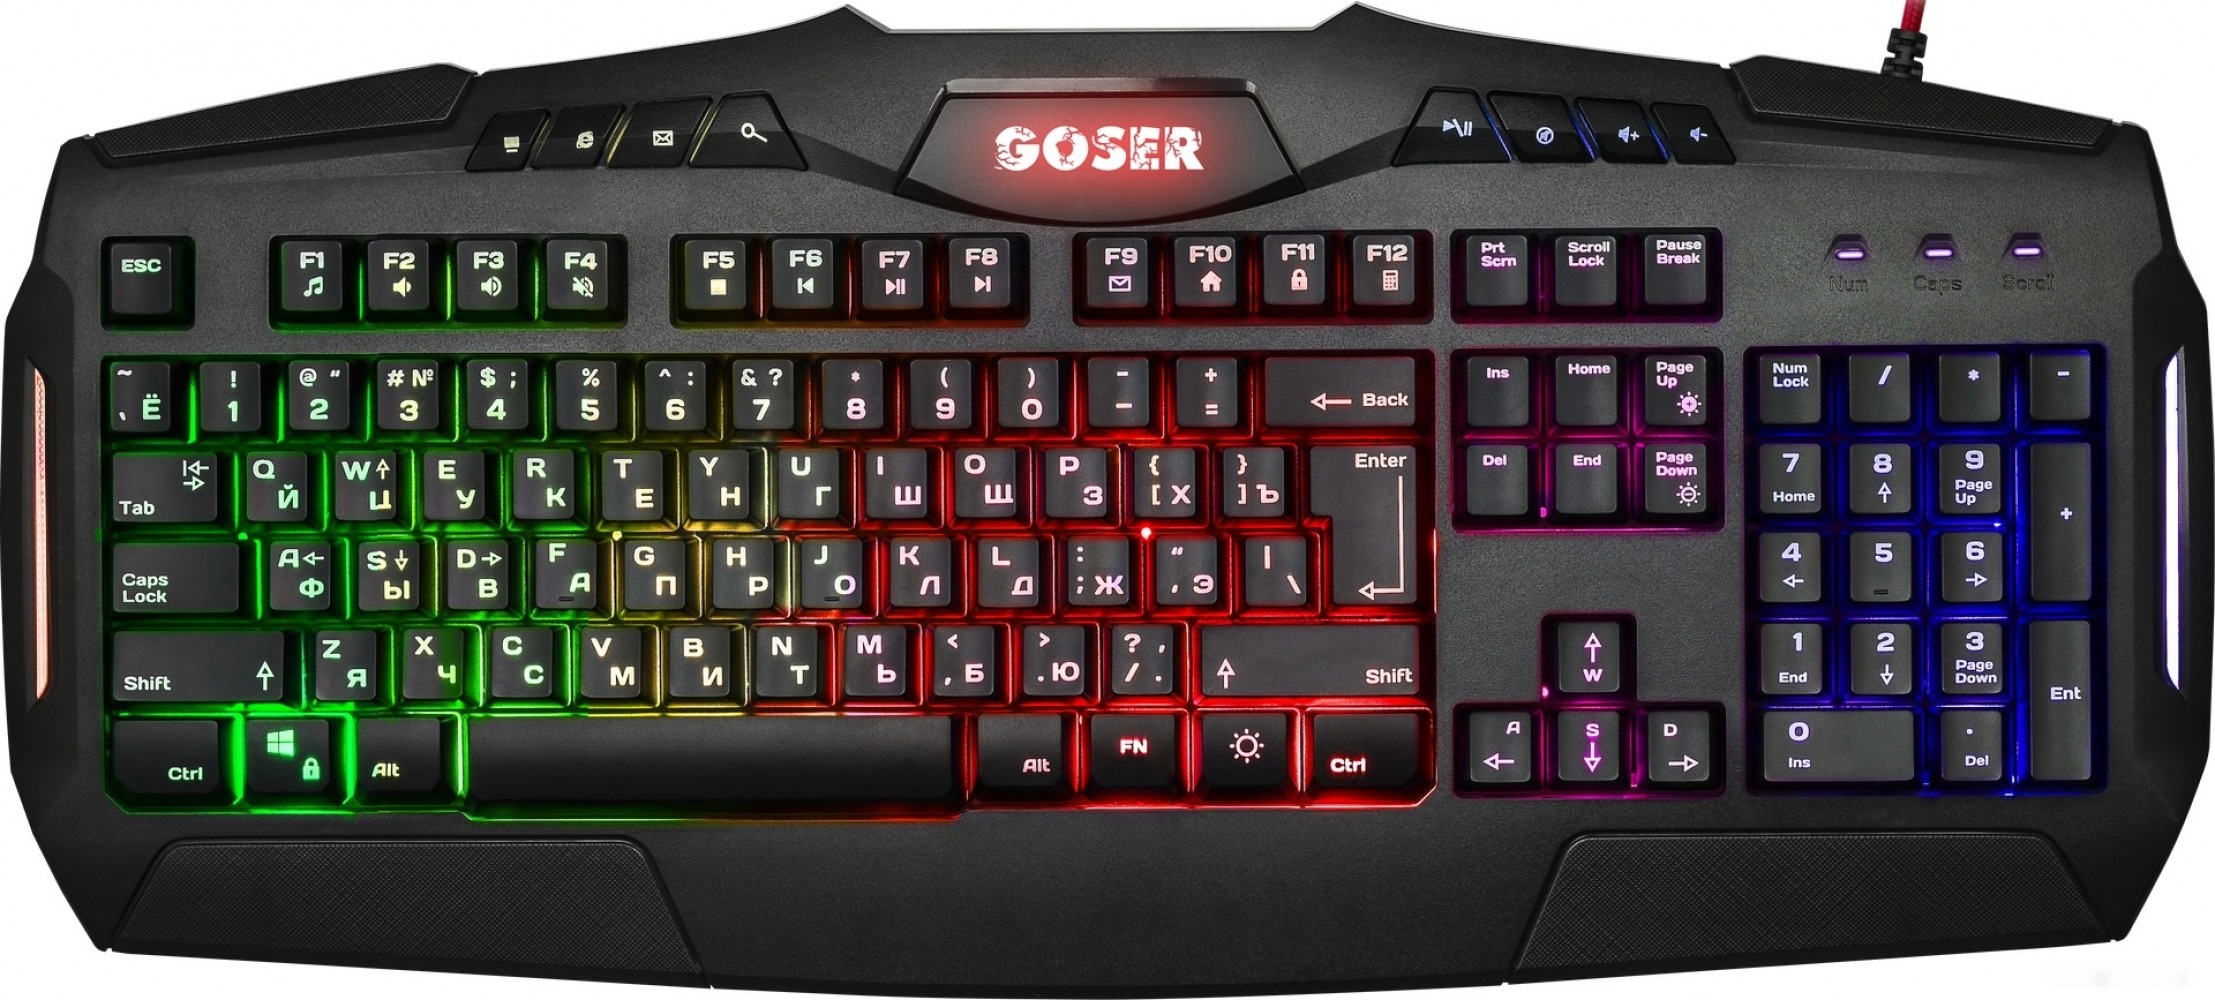 GOSER
ESC F1 F2 F3 F4 F5 F6 F7 F8 F9 F10 F11 F12 Prt Scrn Scroll Lock Pause Break
Num Caps Scroll
~ ` Ё ! 1 @ " 2 # № 3 $ ; 4 % 5 ^ : 6 & ? 7 * 8 ( 9 ) 0 - – + = Back Ins Home Page Up Num Lock / * -
Tab Q Й W Ц E У R K T E Y H U Г I Ш O Щ P З { [ Х } ] Ъ Enter Del End Page Down 7 Home 8 9 Page Up +
Caps Lock A Ф S Ы D В F А G П H Р J О K Л L Д : ; Ж " ' Э | \ 4 5 6
Shift Z Я X Ч C С V М B И N Т M Ь < , Б > . Ю ? , / . Shift W 1 End 2 3 Page Down Ent
Ctrl Alt Alt FN Ctrl A S D 0 Ins . Del